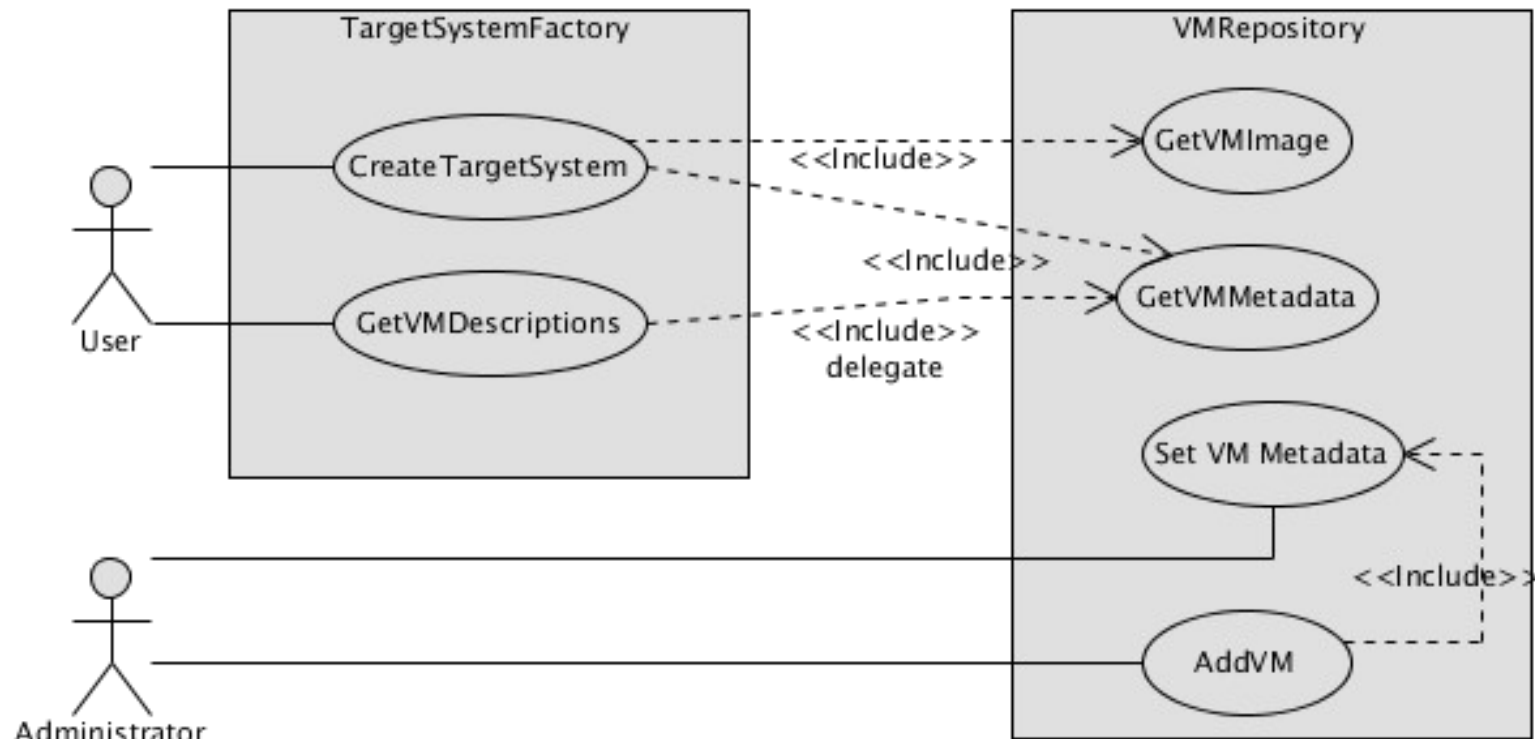 TargetSystemFactory
VMRepository
CreateTargetSystem
<<Include>>
GetVMImage
<<Include>>
GetVMMetadata
User
GetVMDescriptions
<<Include>>
delegate
Set VM Metadata
<<Include>>
AddVM
Administrator